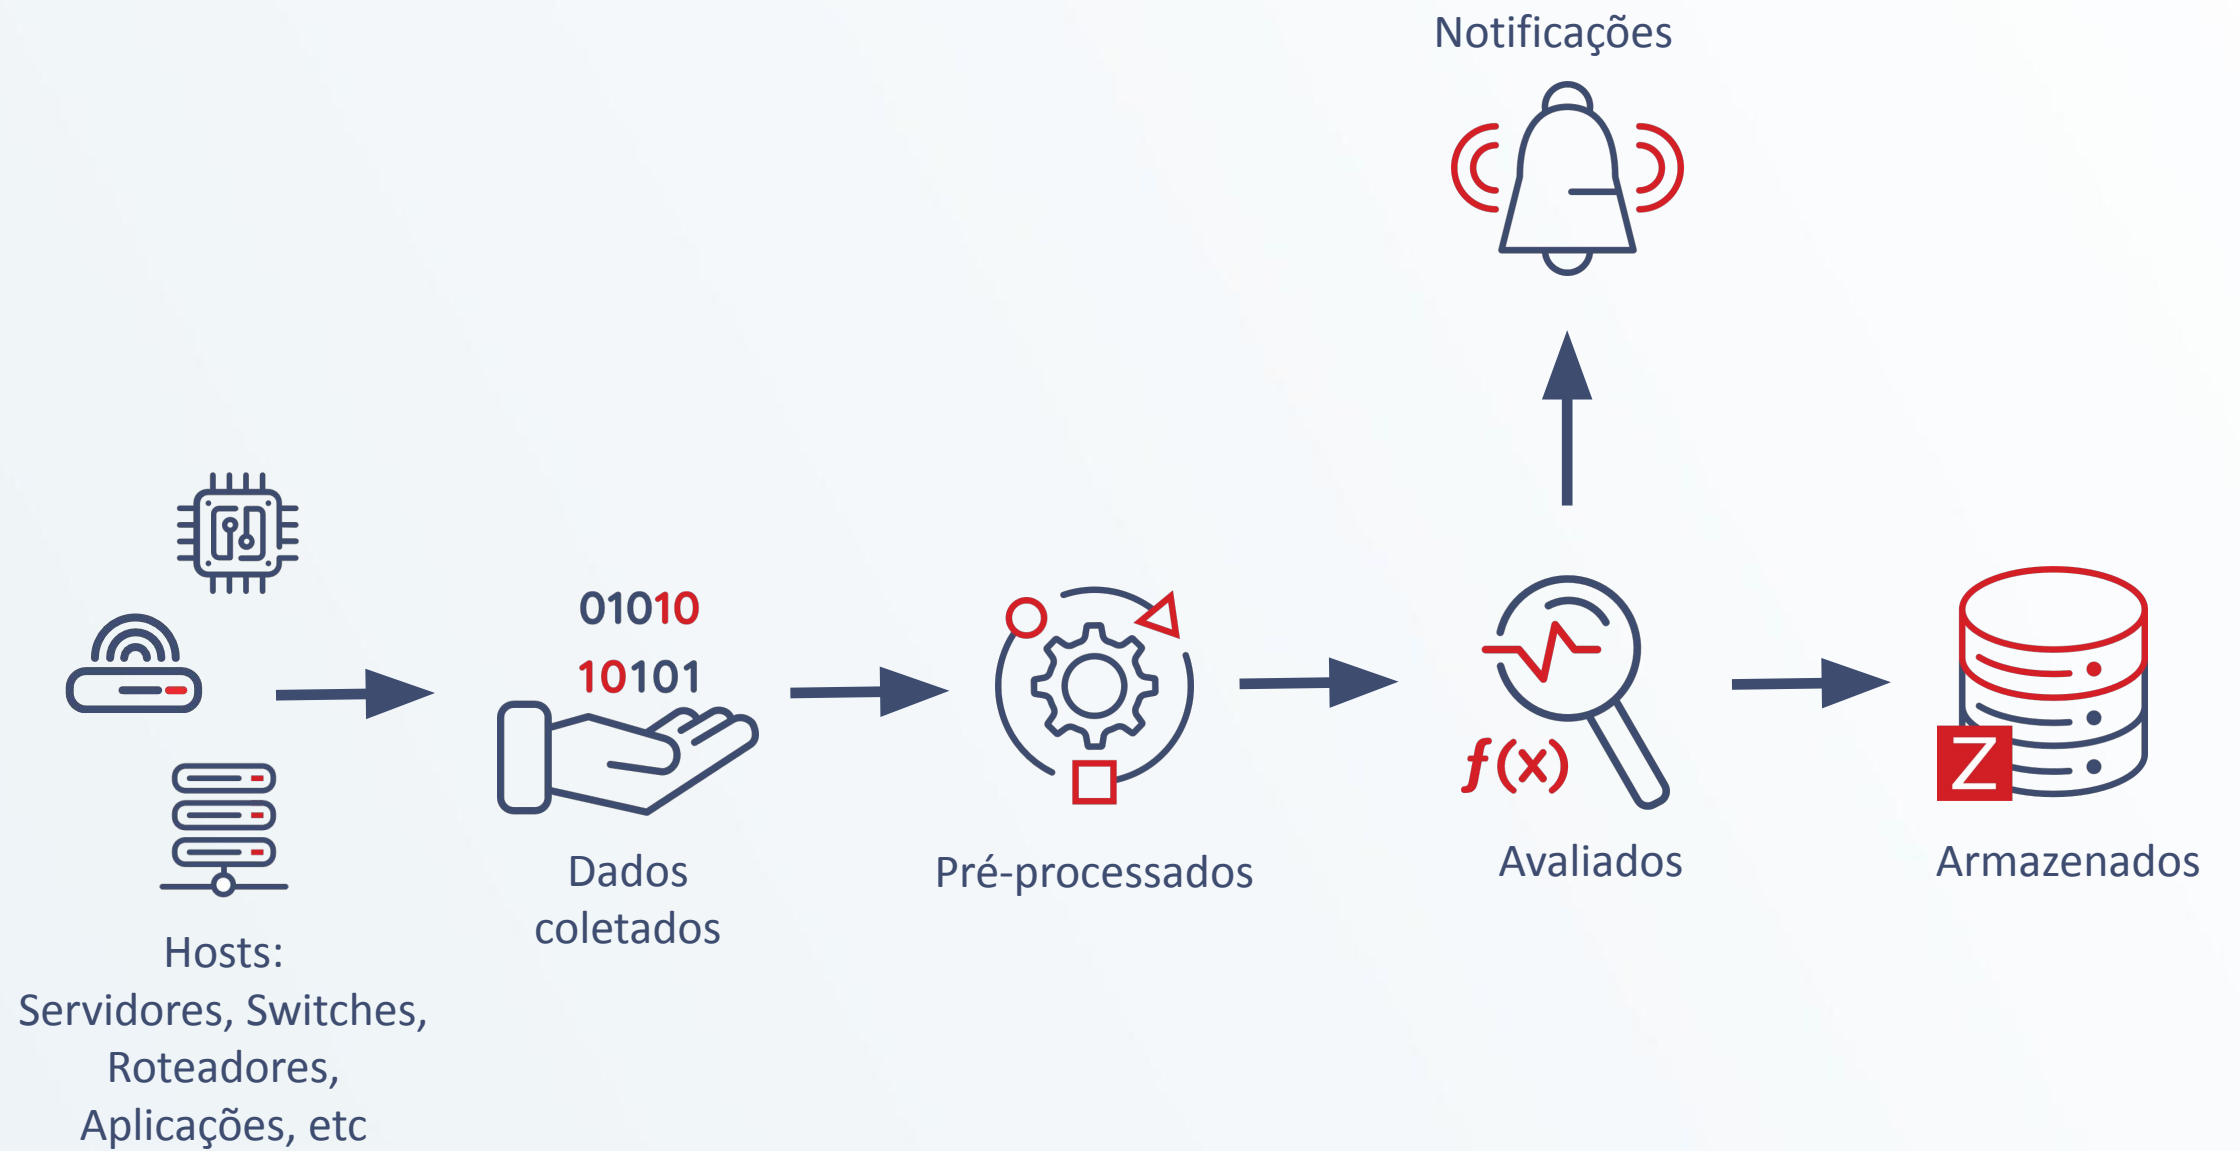 Notificações
01010
10101
f(x)
Z
Hosts:
Servidores, Switches,
Roteadores,
Aplicações, etc
Dados
coletados
Pré-processados
Avaliados
Armazenados